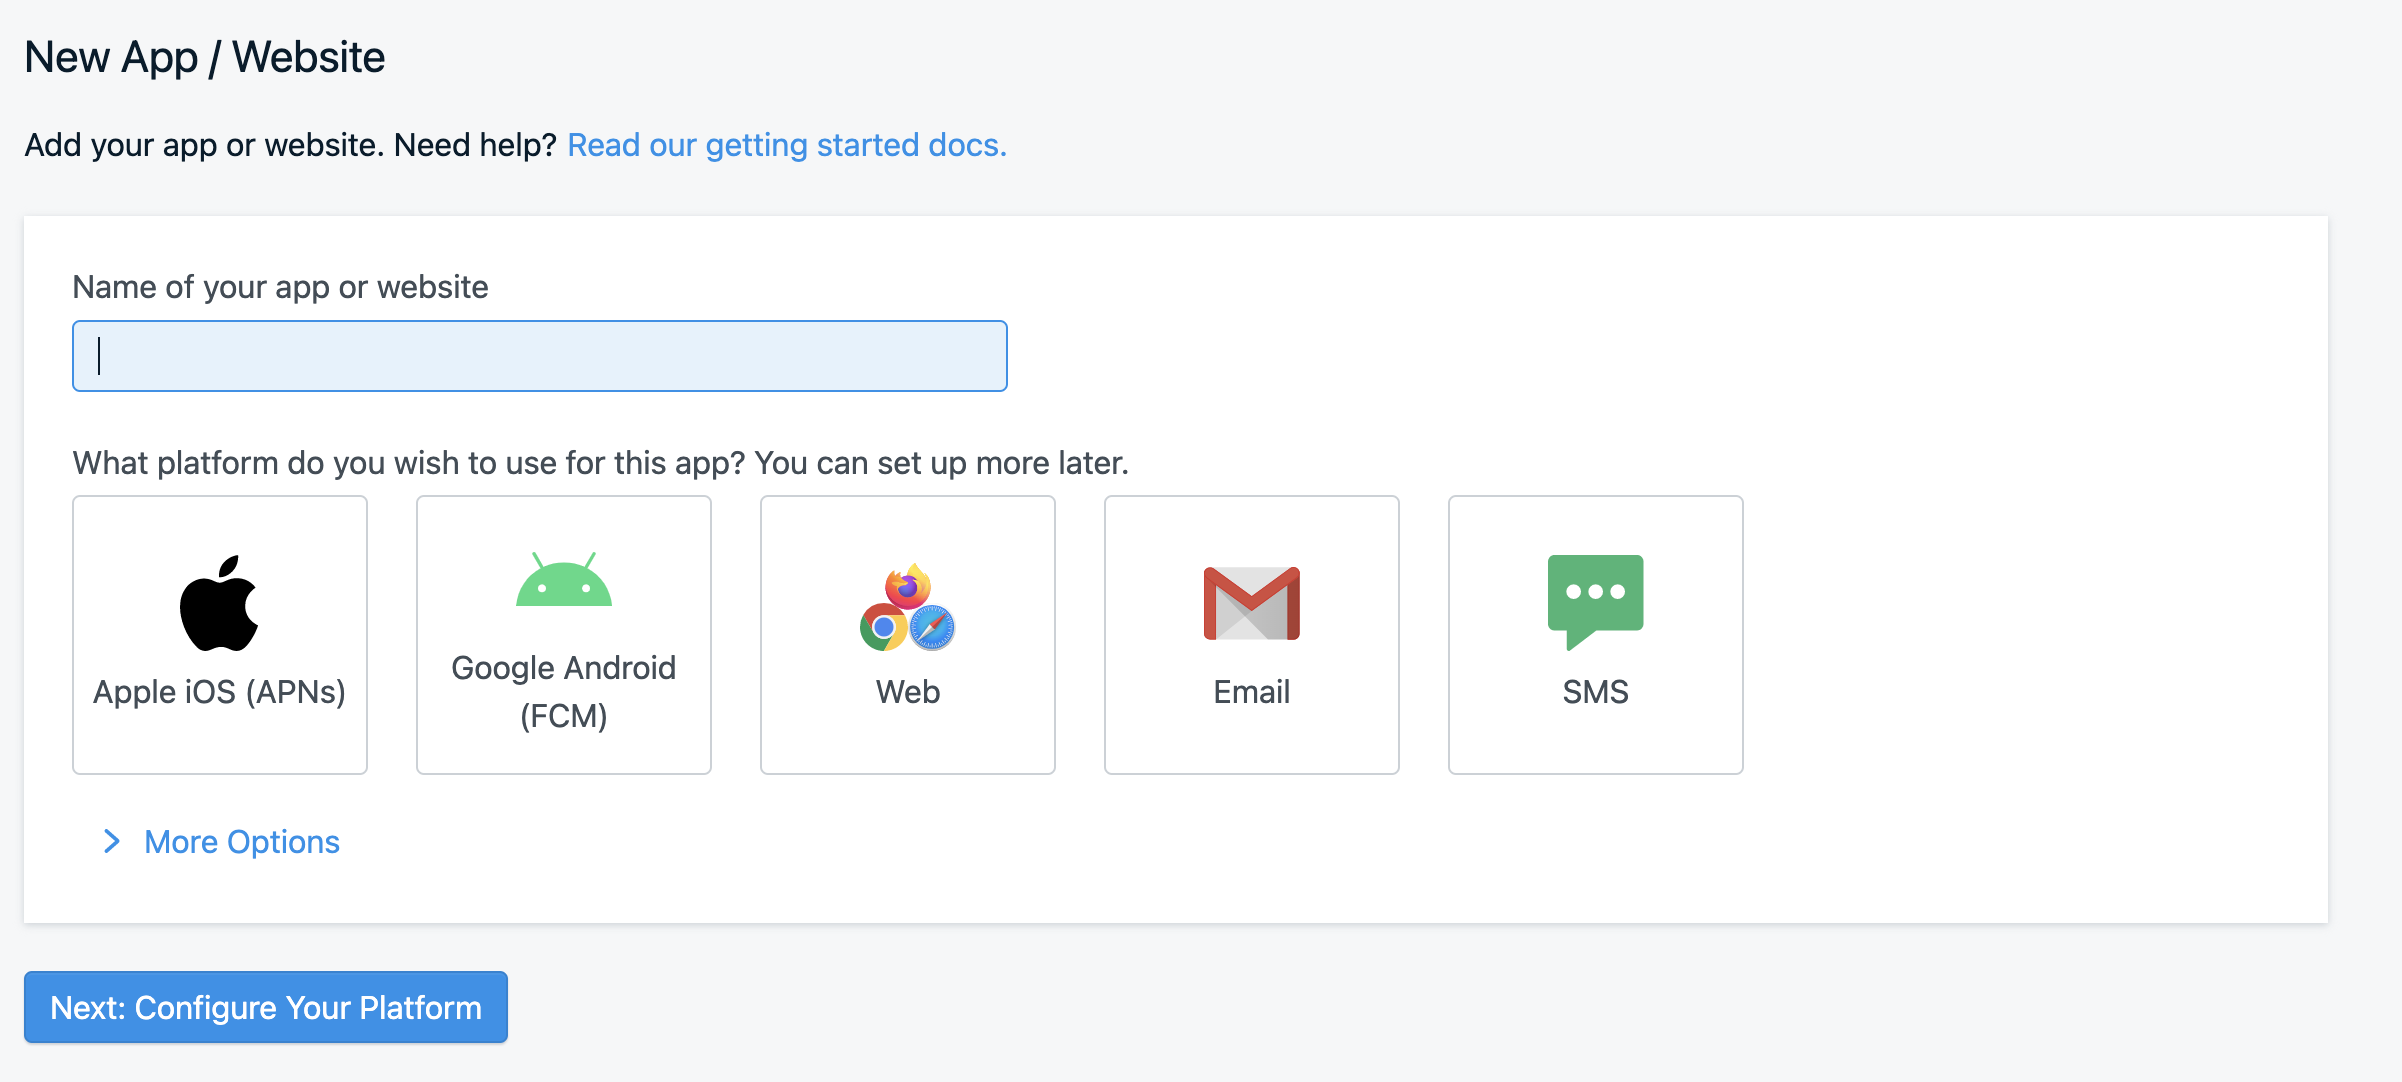 New App / Website
Add your app or website. Need help? Read our getting started docs.
Name of your app or website
What platform do you wish to use for this app? You can set up more later.
Apple iOS (APNs)
Google Android
(FCM)
Web
Email
SMS
More Options
Next: Configure Your Platform